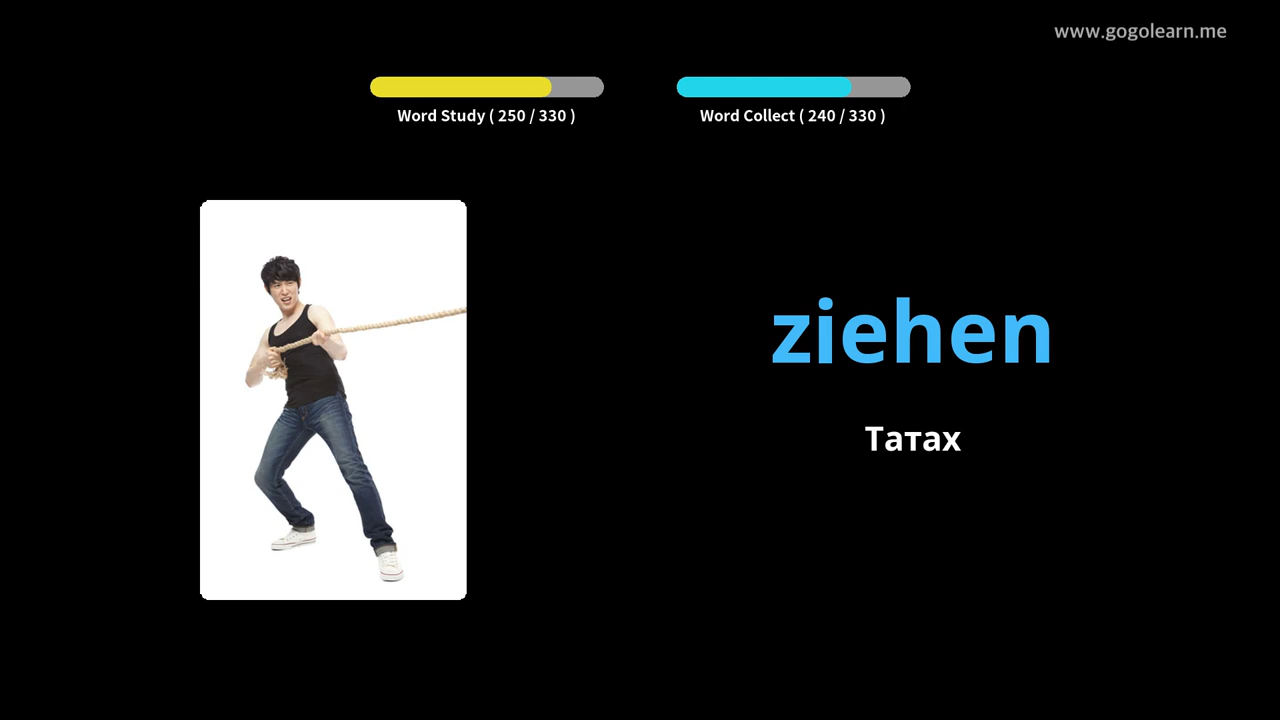 www.gogolearn.me
Word Study ( 250 / 330 )
Word Collect ( 240 / 330 )
ziehen
Татах